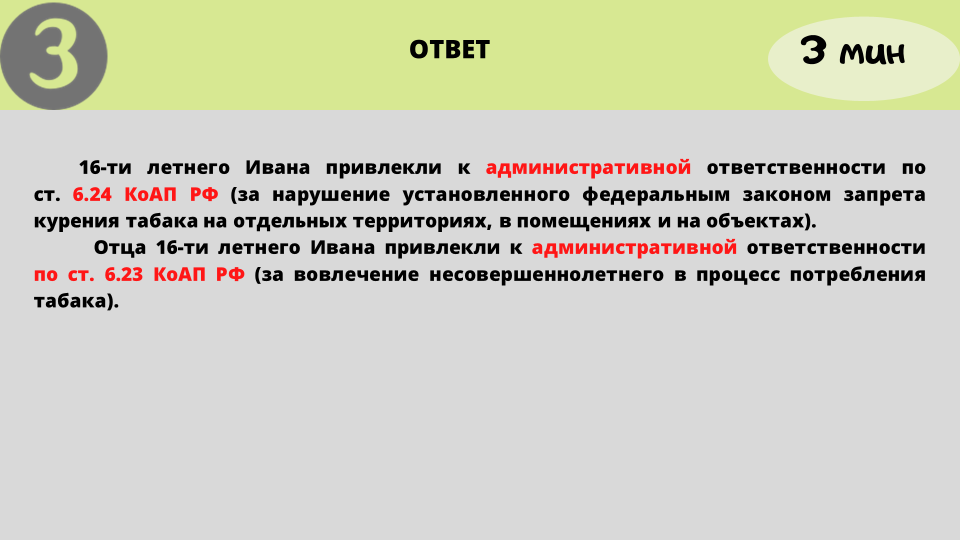 3
ОТВЕТ
3 мин
16-ти летнего Ивана привлекли к административной ответственности по
ст. 6.24 КоАП РФ (за нарушение установленного федеральным законом запрета
курения табака на отдельных территориях, в помещениях и на объектах).
Отца 16-ти летнего Ивана привлекли к административной ответственности
по ст. 6.23 КоАП РФ (за вовлечение несовершеннолетнего в процесс потребления
табака).